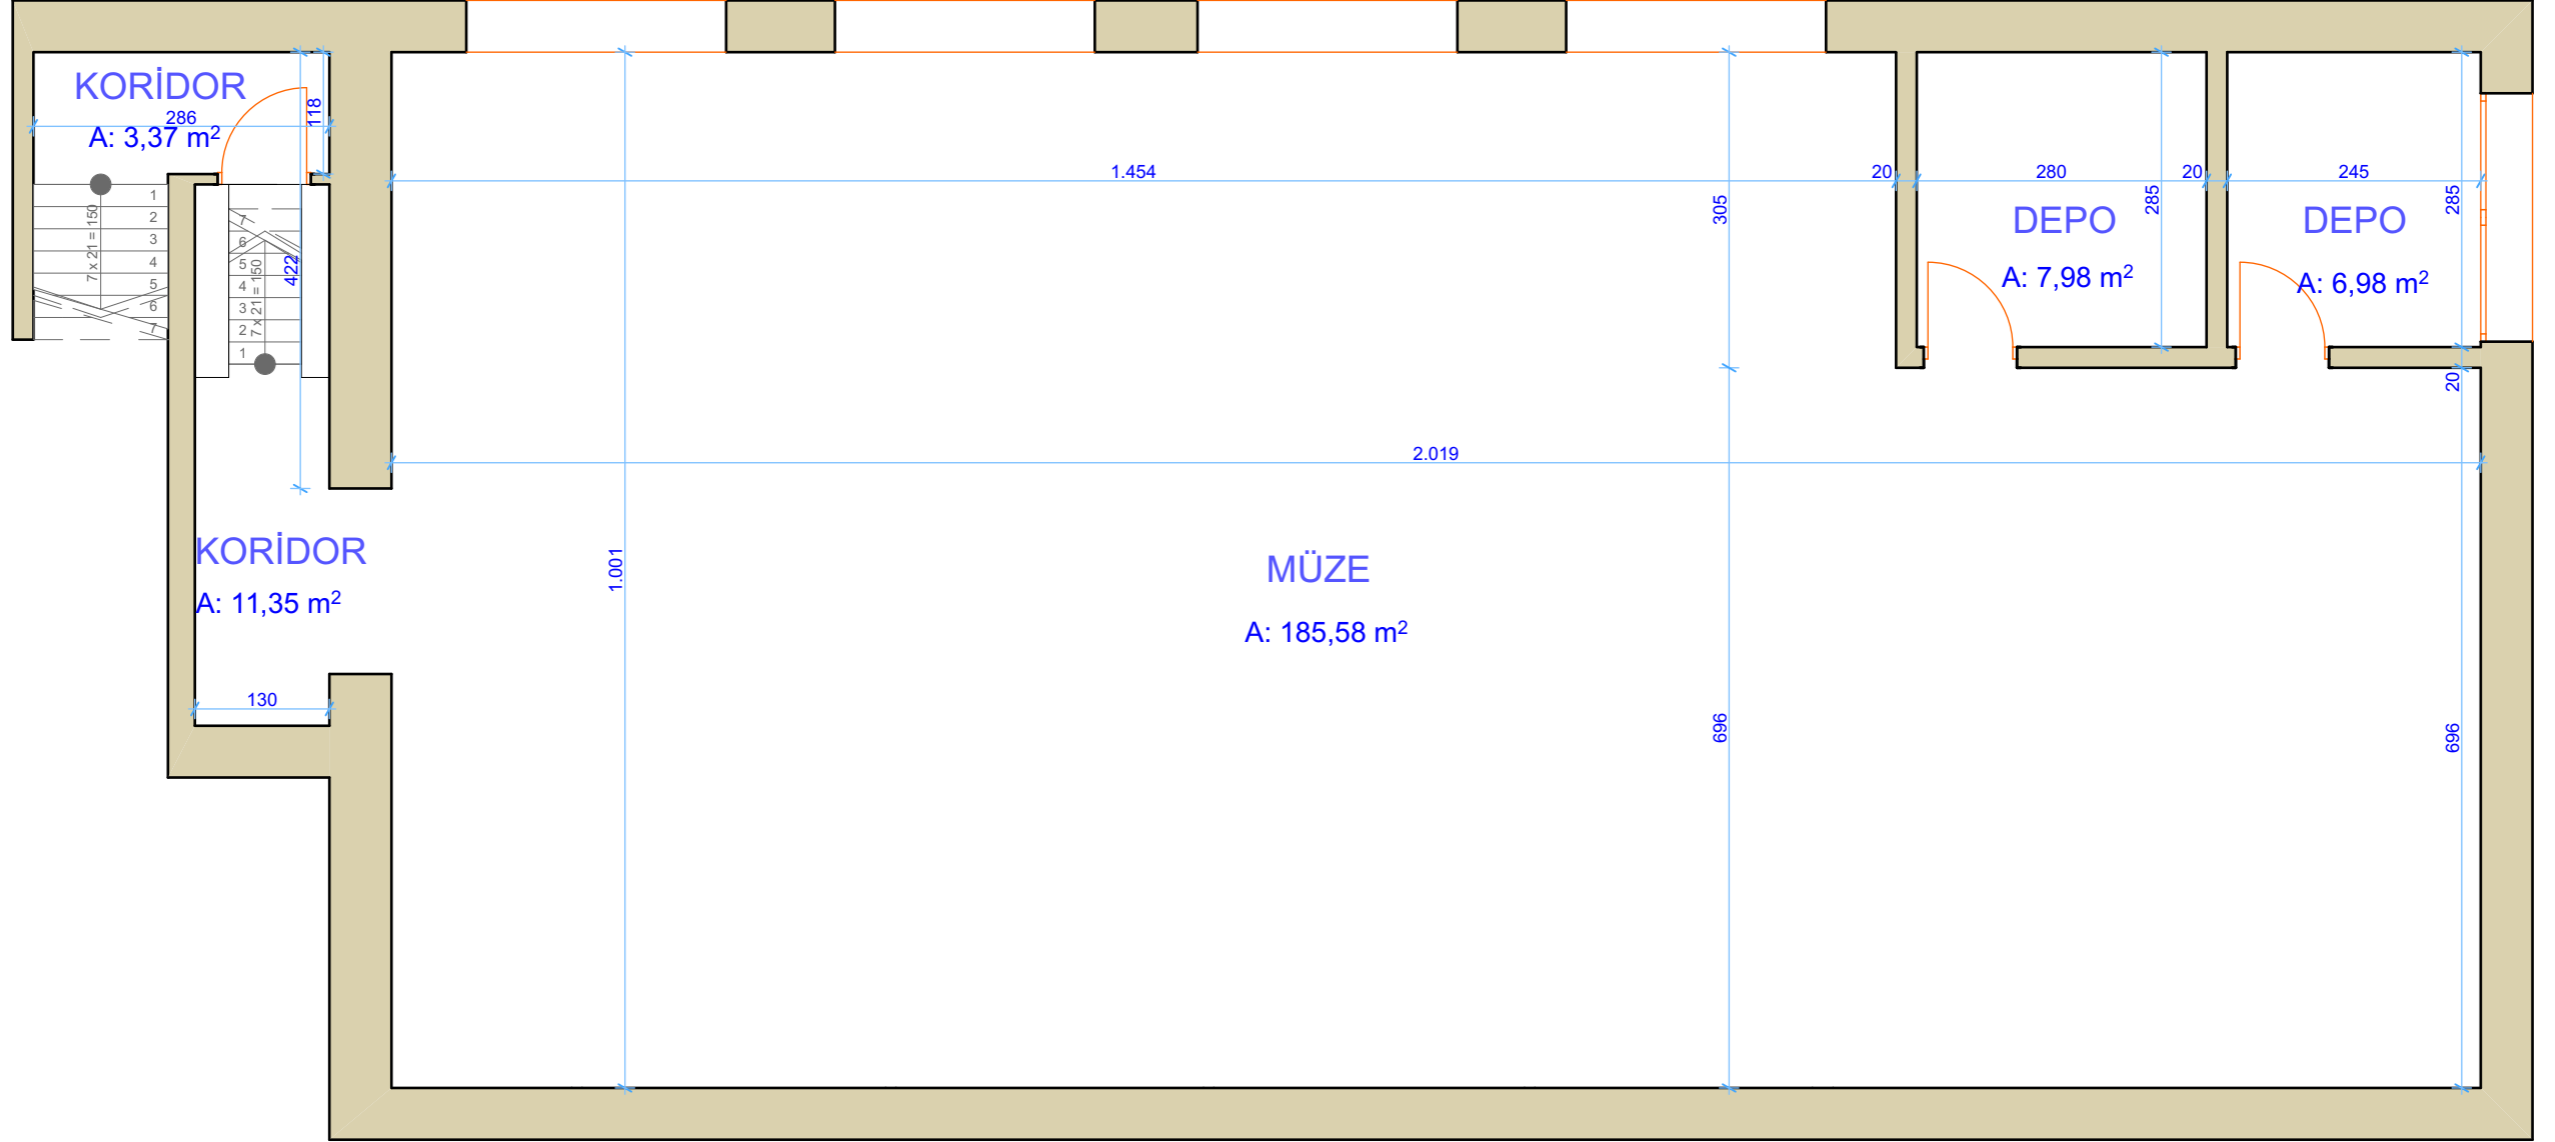 KORİDOR
286
A: 3,37 m²
118
1
2
3
4
5
6
7
7 x 21 = 150
7
6
5
4
3
2
1
7 x 21 = 150
422
1.454
20
280
20
245
305
285
285
DEPO
A: 7,98 m²
DEPO
A: 6,98 m²
20
2.019
KORİDOR
A: 11,35 m²
1.001
MÜZE
A: 185,58 m²
130
696
696